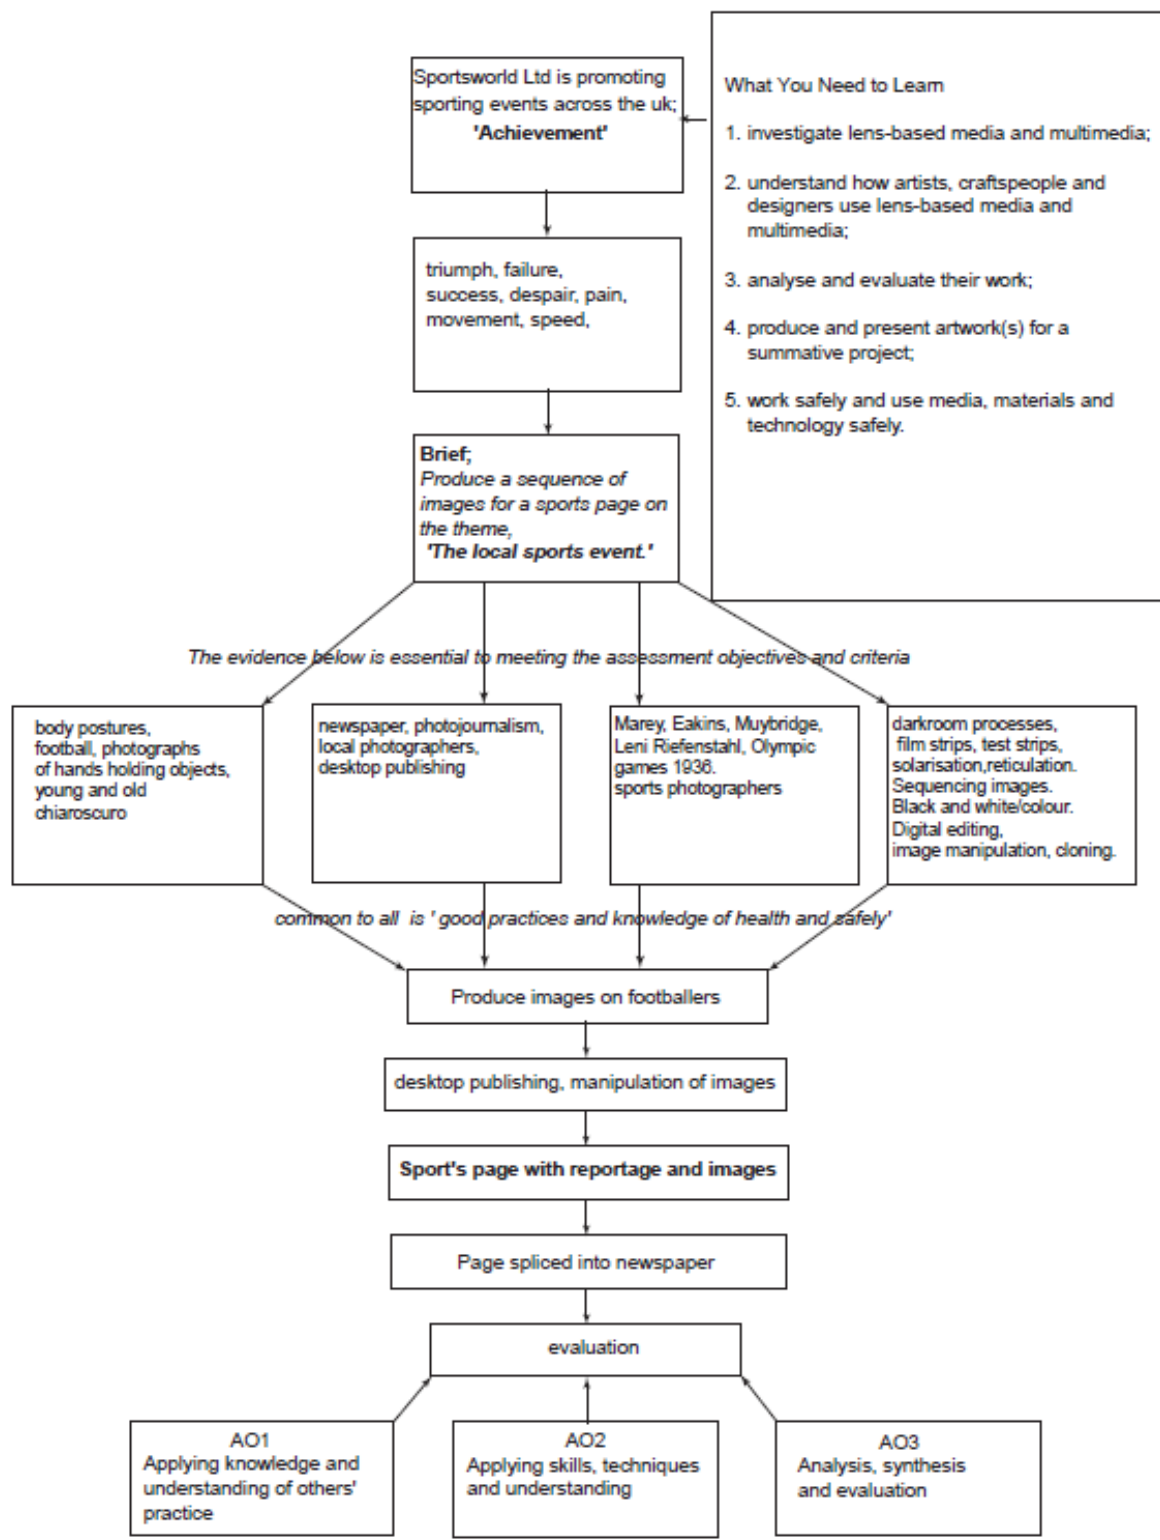 Sportsworld Ltd is promoting
sporting events across the uk;
'Achievement'
What You Need to Learn
1. investigate lens-based media and multimedia;
2. understand how artists, craftspeople and
designers use lens-based media and
multimedia;
3. analyse and evaluate their work;
4. produce and present artwork(s) for a
summative project;
5. work safely and use media, materials and
technology safely.
triumph, failure,
success, despair, pain,
movement, speed,
Brief;
Produce a sequence of
images for a sports page on
the theme,
'The local sports event.'
The evidence below is essential to meeting the assessment objectives and criteria
body postures,
football, photographs
of hands holding objects,
young and old
chiaroscuro
newspaper, photojournalism,
local photographers,
desktop publishing
Marey, Eakins, Muybridge,
Leni Riefenstahl, Olympic
games 1936.
sports photographers
darkroom processes,
film strips, test strips,
solarisation,reticulation.
Sequencing images.
Black and white/colour.
Digital editing,
image manipulation, cloning.
common to all is ' good practices and knowledge of health and safely'
Produce images on footballers
desktop publishing, manipulation of images
Sport's page with reportage and images
Page spliced into newspaper
evaluation
AO1
Applying knowledge and
understanding of others'
practice
AO2
Applying skills, techniques
and understanding
AO3
Analysis, synthesis
and evaluation